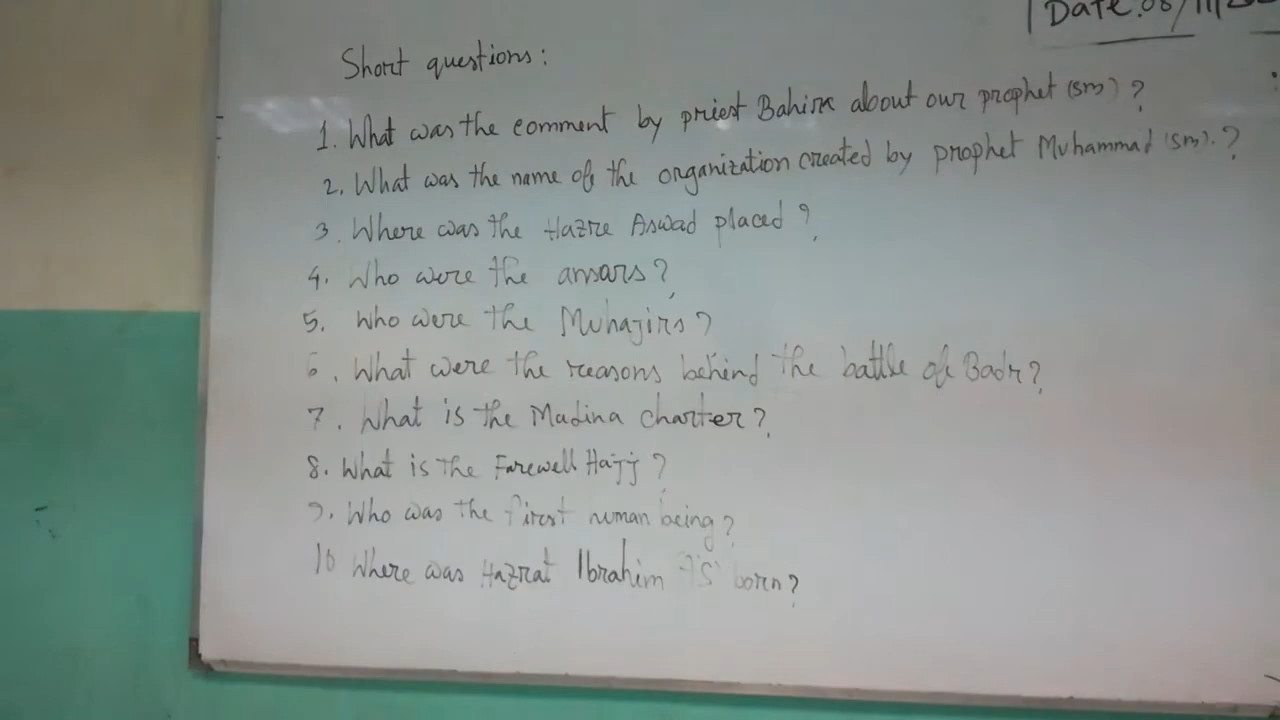 Date: 08/11/
Short questions:
1. What was the comment by priest Bahira about our prophet (sm) ?
2. What was the name of the organization created by prophet Muhammad (sm). ?
3. Where was the Hazre Aswad placed ?
4. Who were the ansars ?
5. Who were the Muhajirs ?
6. What were the reasons behind the battle of Badr ?
7. What is the Madina charter ?
8. What is the Farewell Hajj ?
9. Who was the first human being ?
10 Where was Hazrat Ibrahim 'AS' born ?